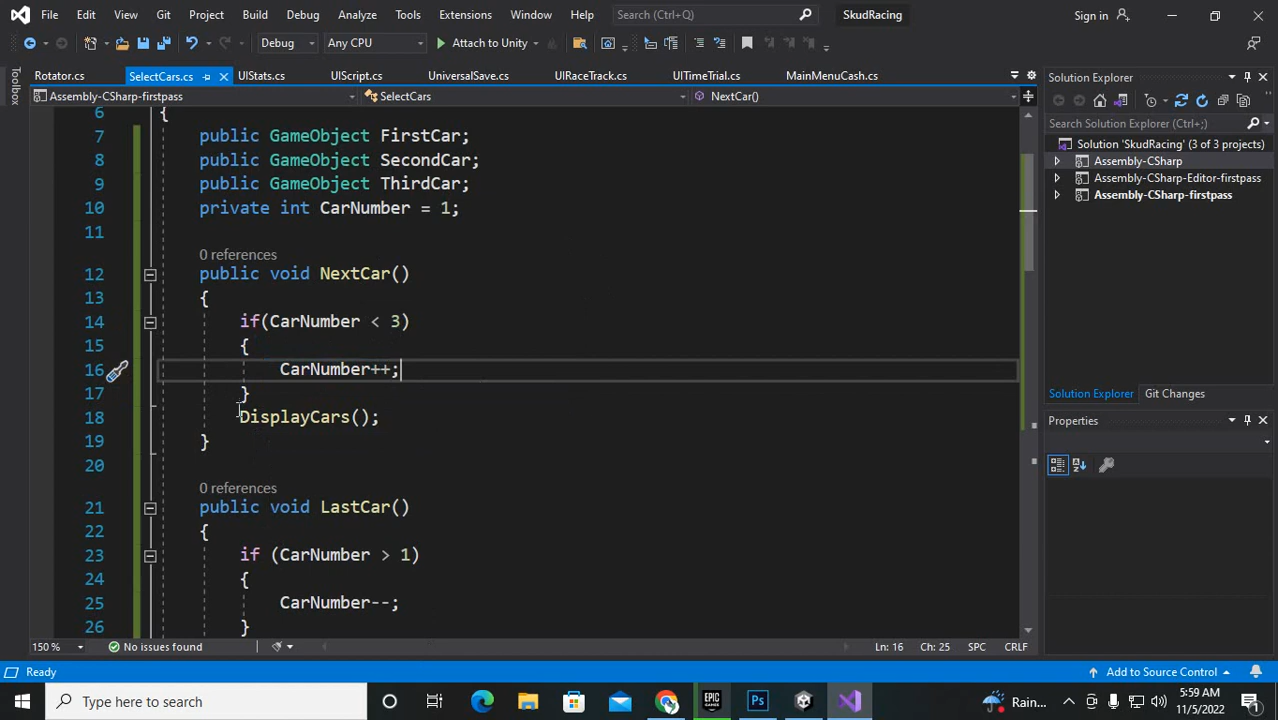 File Edit View Git Project Build Debug Analyze Tools Extensions Window Help Search (Ctrl+Q) SkudRacing Sign in
Debug Any CPU Attach to Unity
Rotator.cs SelectCars.cs UIStats.cs UIScript.cs UniversalSave.cs UIRaceTrack.cs UITimeTrial.cs MainMenuCash.cs
Assembly-CSharp-firstpass SelectCars NextCar()
Toolbox
6 {
7 public GameObject FirstCar;
8 public GameObject SecondCar;
9 public GameObject ThirdCar;
10 private int CarNumber = 1;
11
0 references
12 public void NextCar()
13 {
14 if(CarNumber < 3)
15 {
16 CarNumber++;
17 }
18 DisplayCars();
19 }
20
0 references
21 public void LastCar()
22 {
23 if (CarNumber > 1)
24 {
25 CarNumber--;
26 }
150 % No issues found Ln: 16 Ch: 25 SPC CRLF
Solution Explorer
Search Solution Explorer (Ctrl+;)
Solution 'SkudRacing' (3 of 3 projects)
Assembly-CSharp
Assembly-CSharp-Editor-firstpass
Assembly-CSharp-firstpass
Solution Explorer Git Changes
Properties
Ready Add to Source Control
Type here to search EPIC GAMES Ps Rain... 5:59 AM
11/5/2022 1